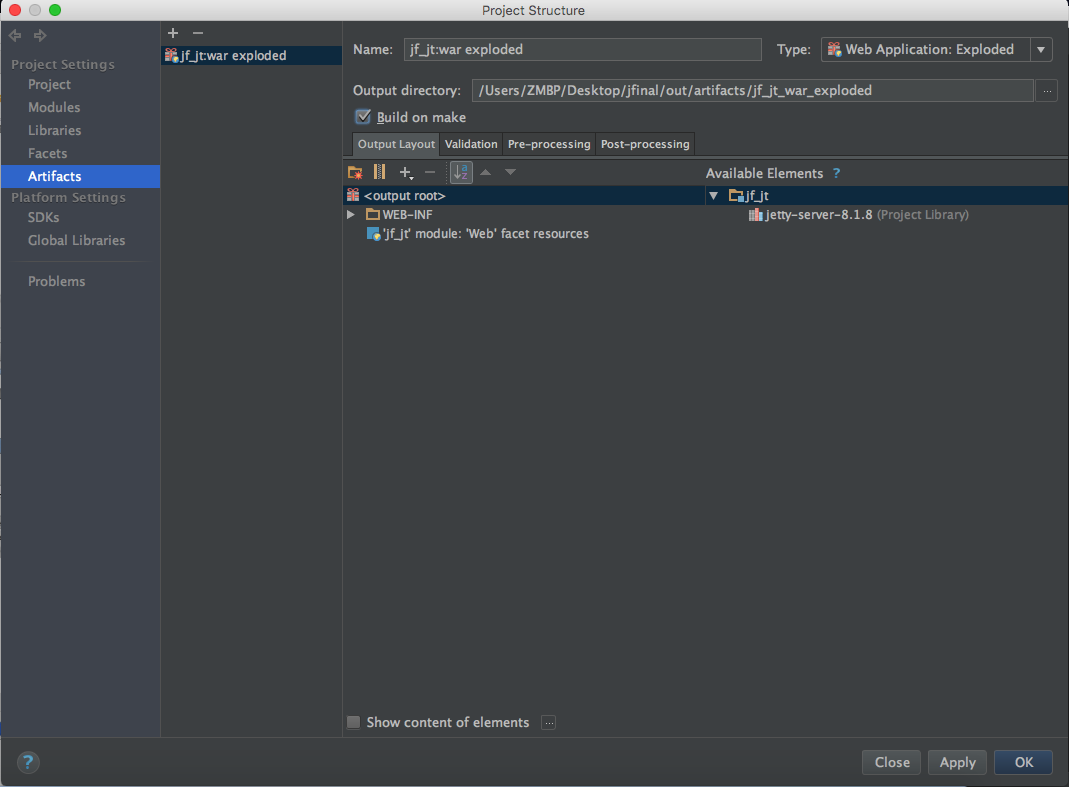 Project Structure
Project Settings
Project
Modules
Libraries
Facets
Artifacts
Platform Settings
SDKs
Global Libraries
Problems
jf_jt:war exploded
Name: jf_jt:war exploded Type: Web Application: Exploded
Output directory: /Users/ZMBP/Desktop/jfinal/out/artifacts/jf_jt_war_exploded ...
Build on make
Output Layout Validation Pre-processing Post-processing
Available Elements ?
<output root>
WEB-INF
'jf_jt' module: 'Web' facet resources
jf_jt
jetty-server-8.1.8 (Project Library)
Show content of elements ...
? Close Apply OK